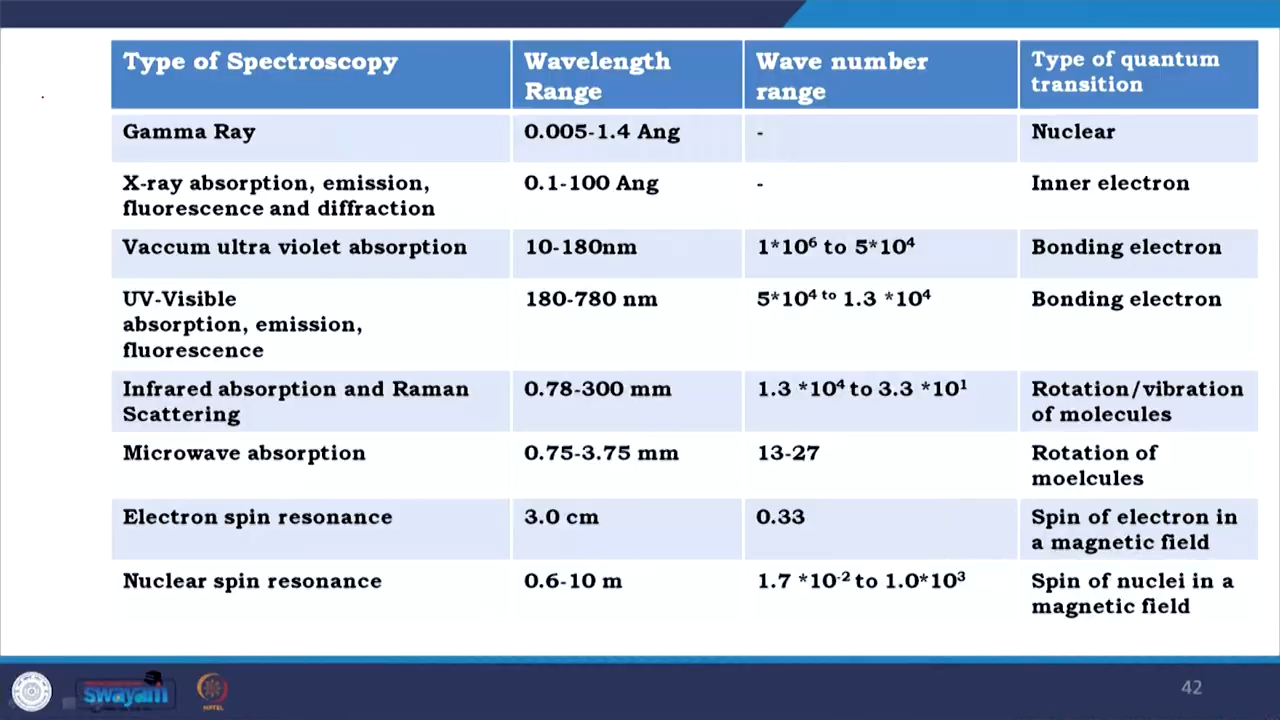 Type of Spectroscopy
Wavelength Range
Wave number range
Type of quantum transition
Gamma Ray
0.005-1.4 Ang
-
Nuclear
X-ray absorption, emission,
fluorescence and diffraction
0.1-100 Ang
-
Inner electron
Vaccum ultra violet absorption
10-180nm
1*10⁶ to 5*10⁴
Bonding electron
UV-Visible
absorption, emission,
fluorescence
180-780 nm
5*10⁴ ᵗᵒ 1.3 *10⁴
Bonding electron
Infrared absorption and Raman
Scattering
0.78-300 mm
1.3 *10⁴ to 3.3 *10¹
Rotation/vibration
of molecules
Microwave absorption
0.75-3.75 mm
13-27
Rotation of
moelcules
Electron spin resonance
3.0 cm
0.33
Spin of electron in
a magnetic field
Nuclear spin resonance
0.6-10 m
1.7 *10⁻² to 1.0*10³
Spin of nuclei in a
magnetic field
swayam
NPTEL
42